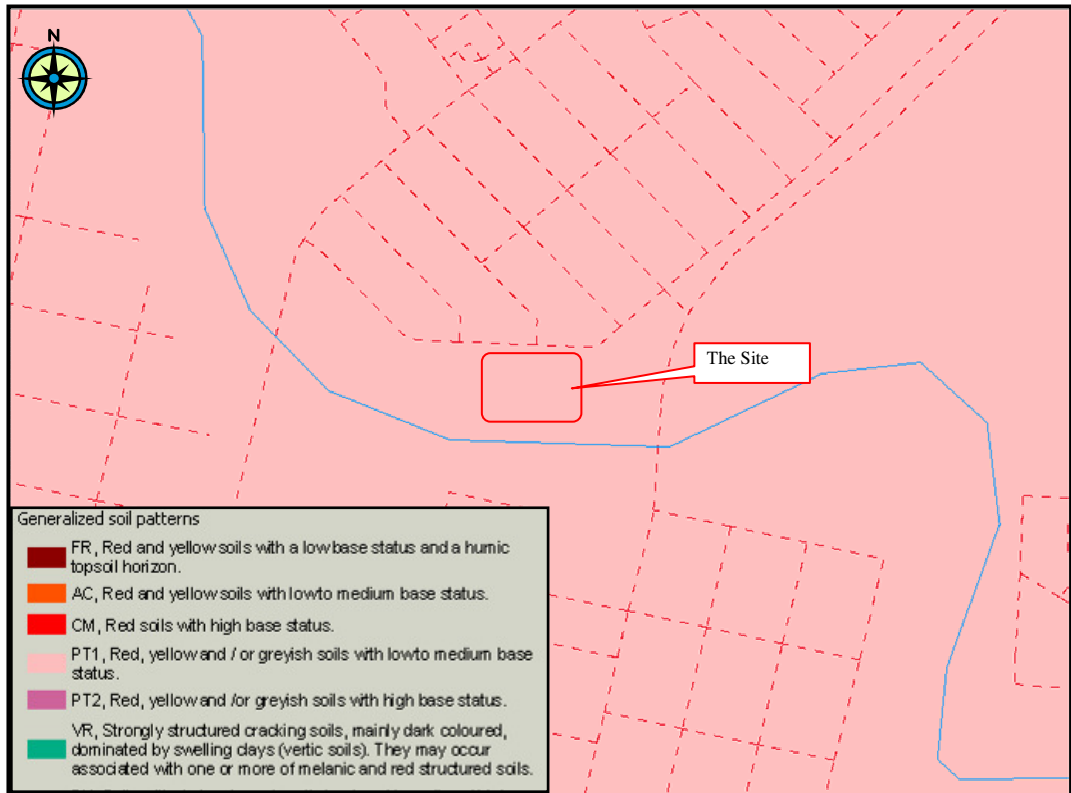 N
The Site
Generalized soil patterns
FR, Red and yellow soils with a low base status and a humic
topsoil horizon.
AC, Red and yellow soils with low to medium base status.
CM, Red soils with high base status.
PT1, Red, yellow and / or greyish soils with low to medium base
status.
PT2, Red, yellow and /or greyish soils with high base status.
VR, Strongly structured cracking soils, mainly dark coloured,
dominated by swelling clays (vertic soils). They may occur
associated with one or more of melanic and red structured soils.